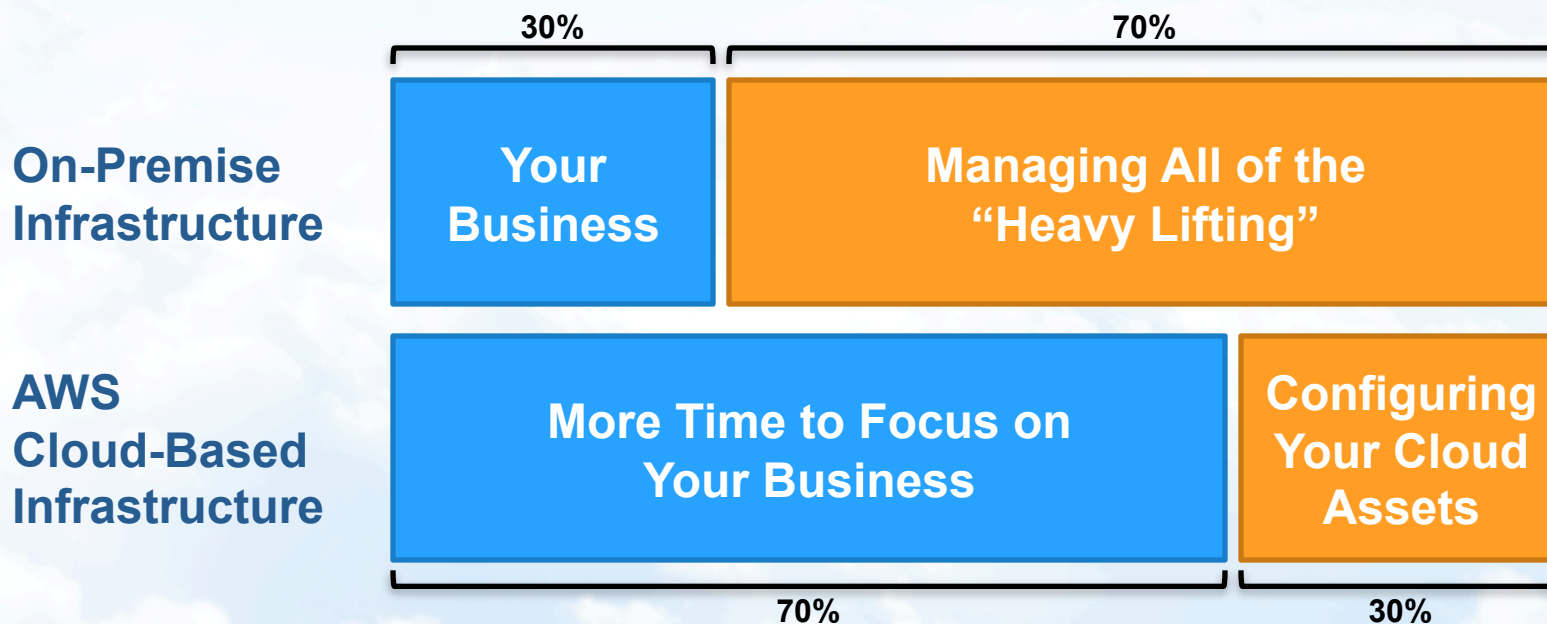 30%
70%
On-Premise
Infrastructure
Your
Business
Managing All of the
“Heavy Lifting”
AWS
Cloud-Based
Infrastructure
More Time to Focus on
Your Business
Configuring
Your Cloud
Assets
70%
30%